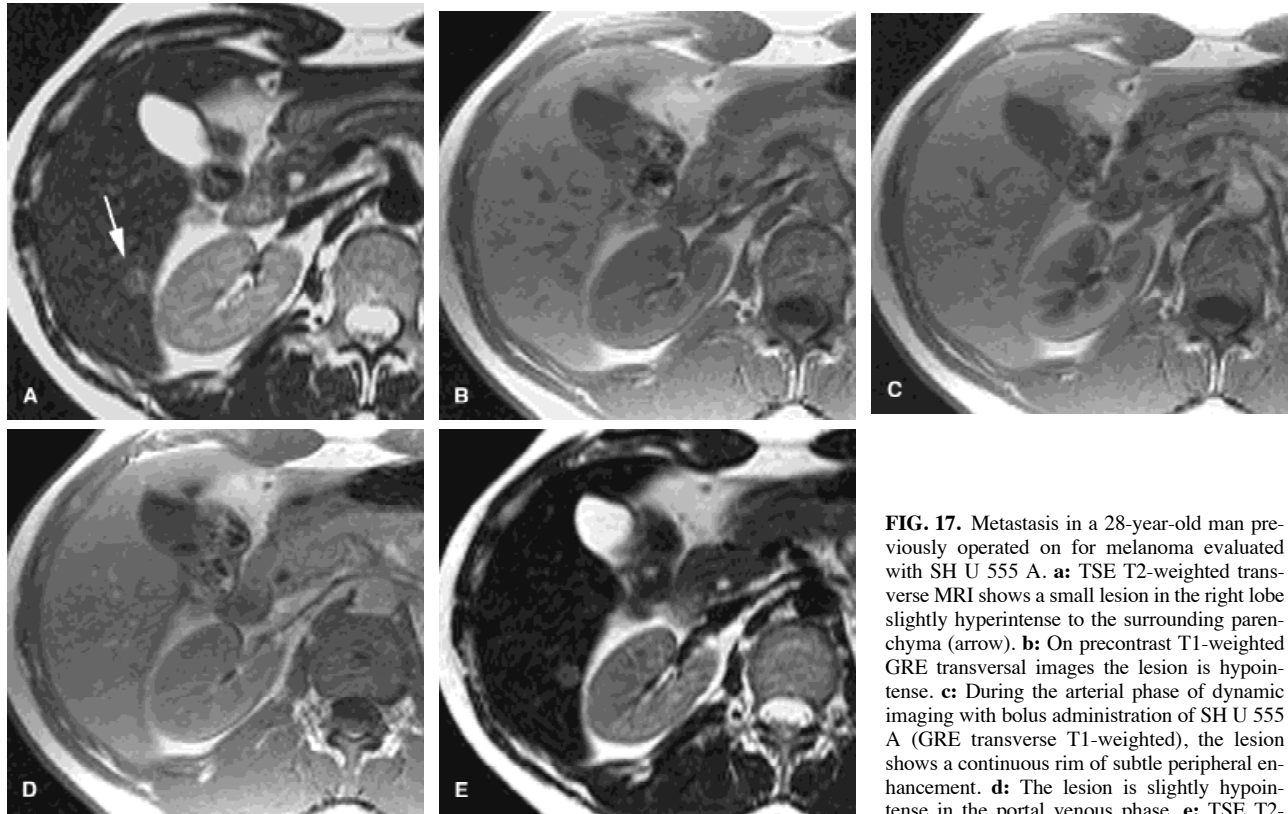 A
B
C
D
E
FIG. 17. Metastasis in a 28-year-old man pre-
viously operated on for melanoma evaluated
with SH U 555 A. a: TSE T2-weighted trans-
verse MRI shows a small lesion in the right lobe
slightly hyperintense to the surrounding paren-
chyma (arrow). b: On precontrast T1-weighted
GRE transversal images the lesion is hypoin-
tense. c: During the arterial phase of dynamic
imaging with bolus administration of SH U 555
A (GRE transverse T1-weighted), the lesion
shows a continuous rim of subtle peripheral en-
hancement. d: The lesion is slightly hypoin-
tense in the portal venous phase. e: TSE T2-